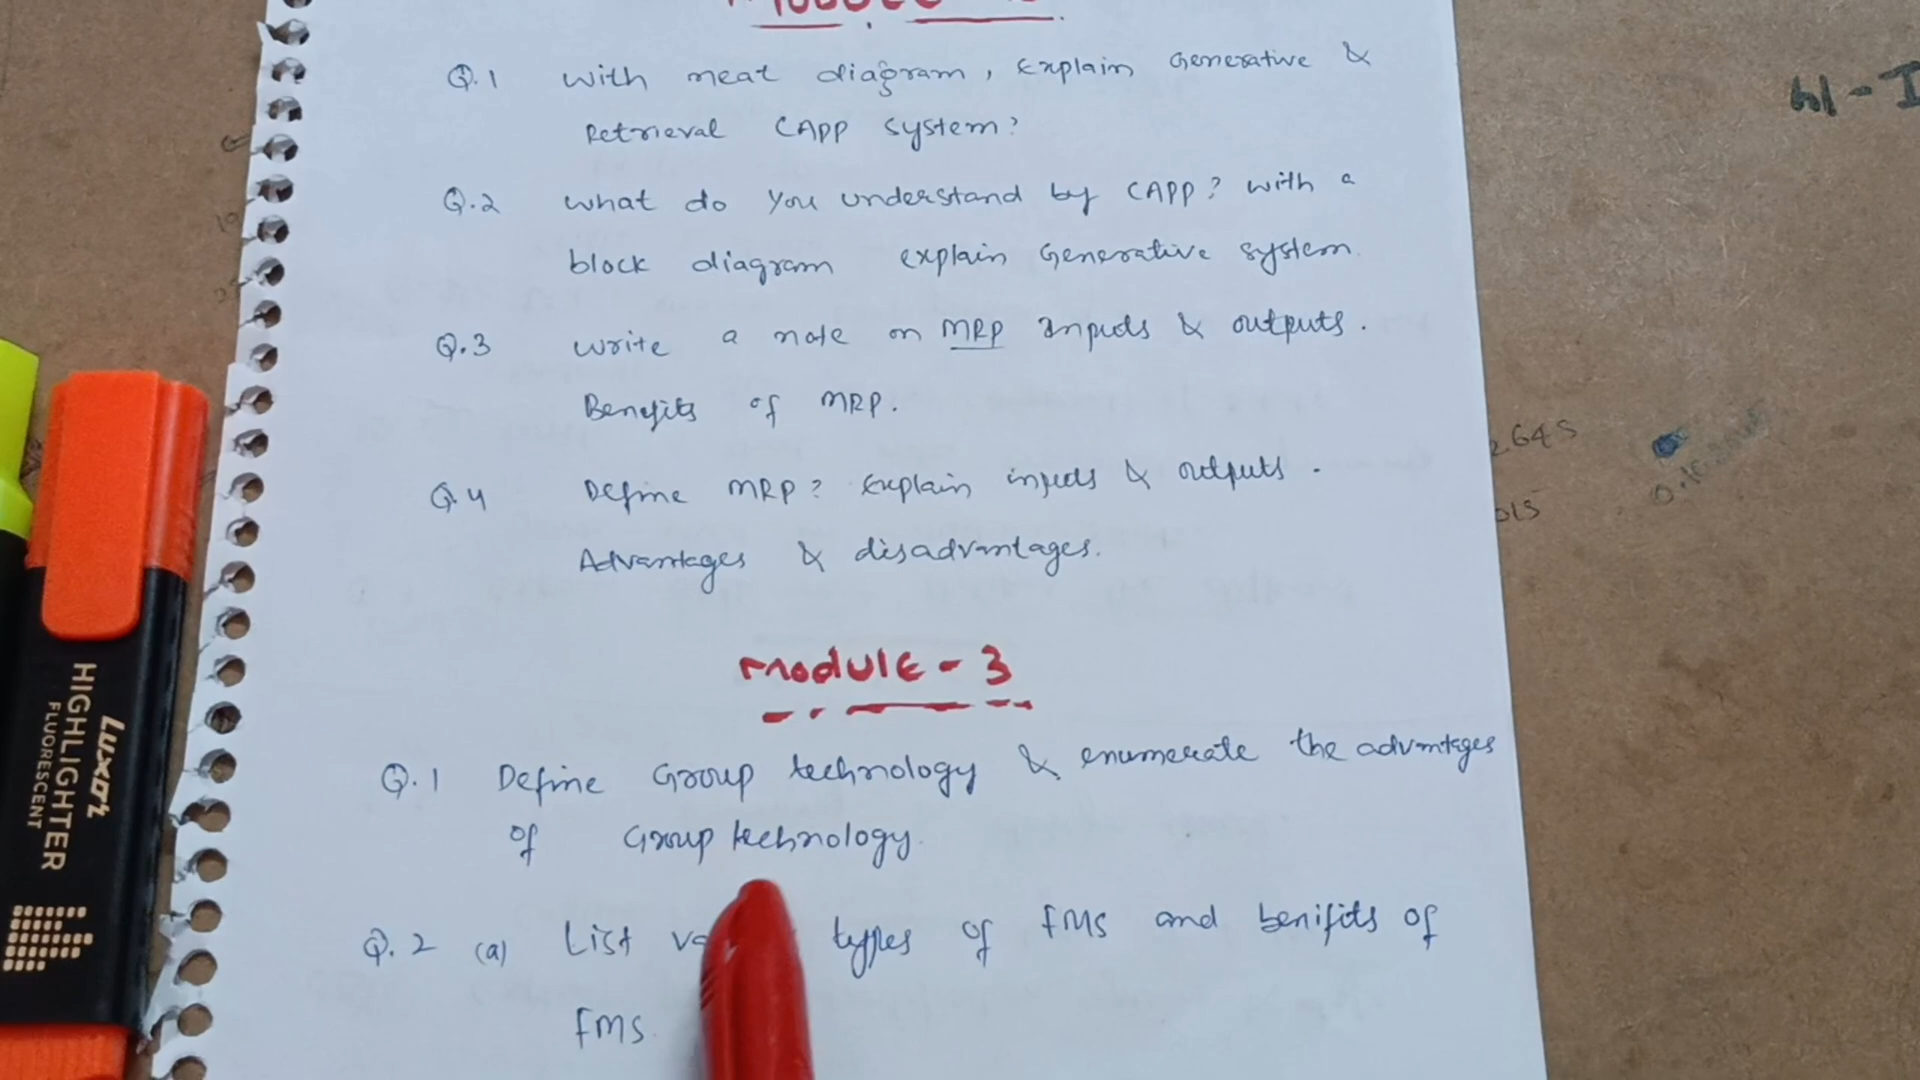 Q.1 With neat diagram, Explain Generative &
Retrieval CAPP System?
Q.2 What do you understand by CAPP? With a
block diagram explain Generative system.
Q.3 Write a note on MRP Inputs & outputs.
Benefits of MRP.
Q.4 Define MRP? Explain inputs & outputs.
Advantages & disadvantages.
Module - 3
Q.1 Define Group technology & enumerate the advantages
of Group technology.
Q.2 (a) List types of FMS and benifits of
FMS.
Luxor
HIGHLIGHTER
FLUORESCENT